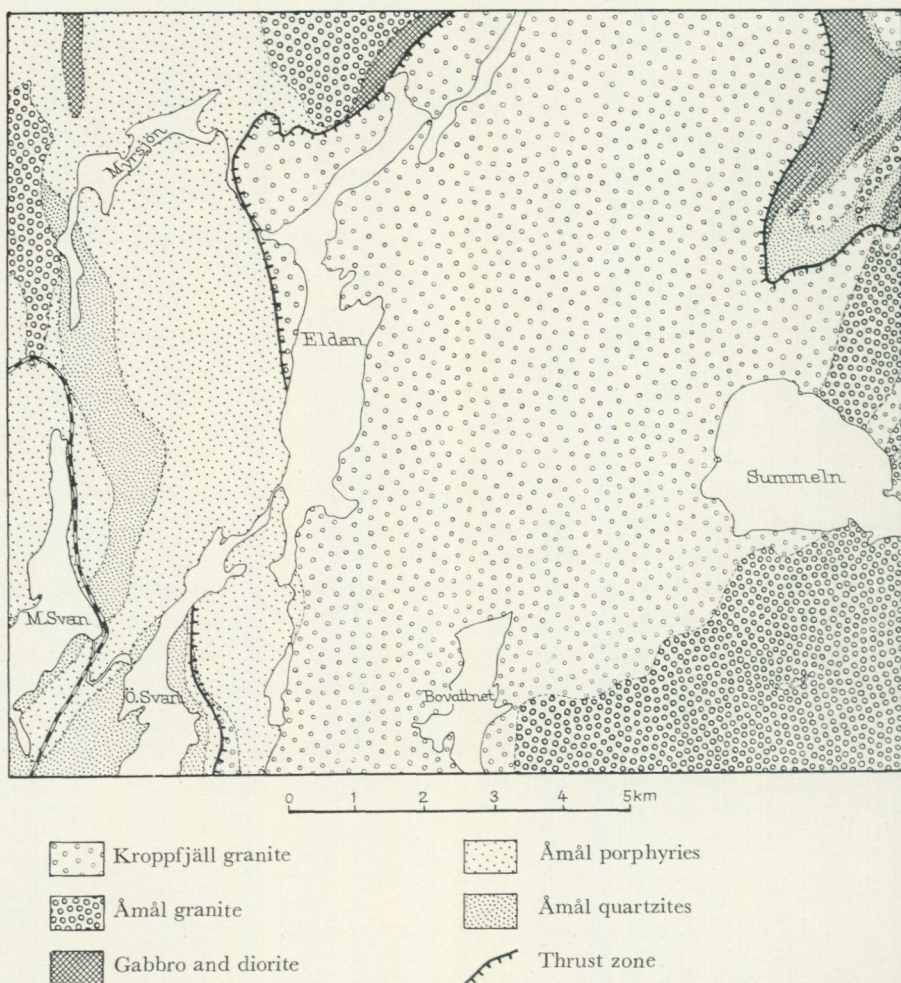 Myrsjön
Eldan
Summeln
M.Svan
Ö.Svan
Bovattnet
0 1 2 3 4 5km
Kroppfjäll granite
Åmål porphyries
Åmål granite
Åmål quartzites
Gabbro and diorite
Thrust zone